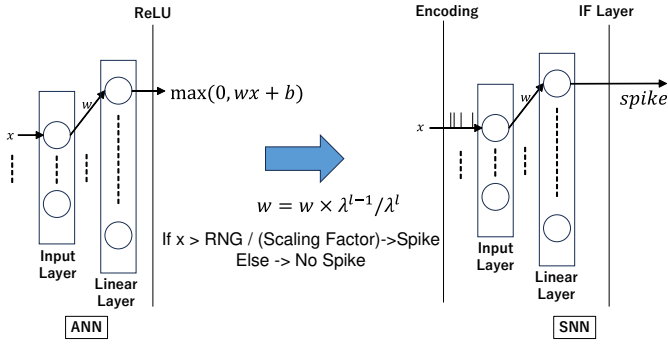 ReLU
w
max(0, wx + b)
x
Input
Layer
Linear
Layer
ANN
w = w × λ^{l−1}/λ^l
If x > RNG / (Scaling Factor)->Spike
Else -> No Spike
Encoding
IF Layer
w
spike
x
Input
Layer
Linear
Layer
SNN